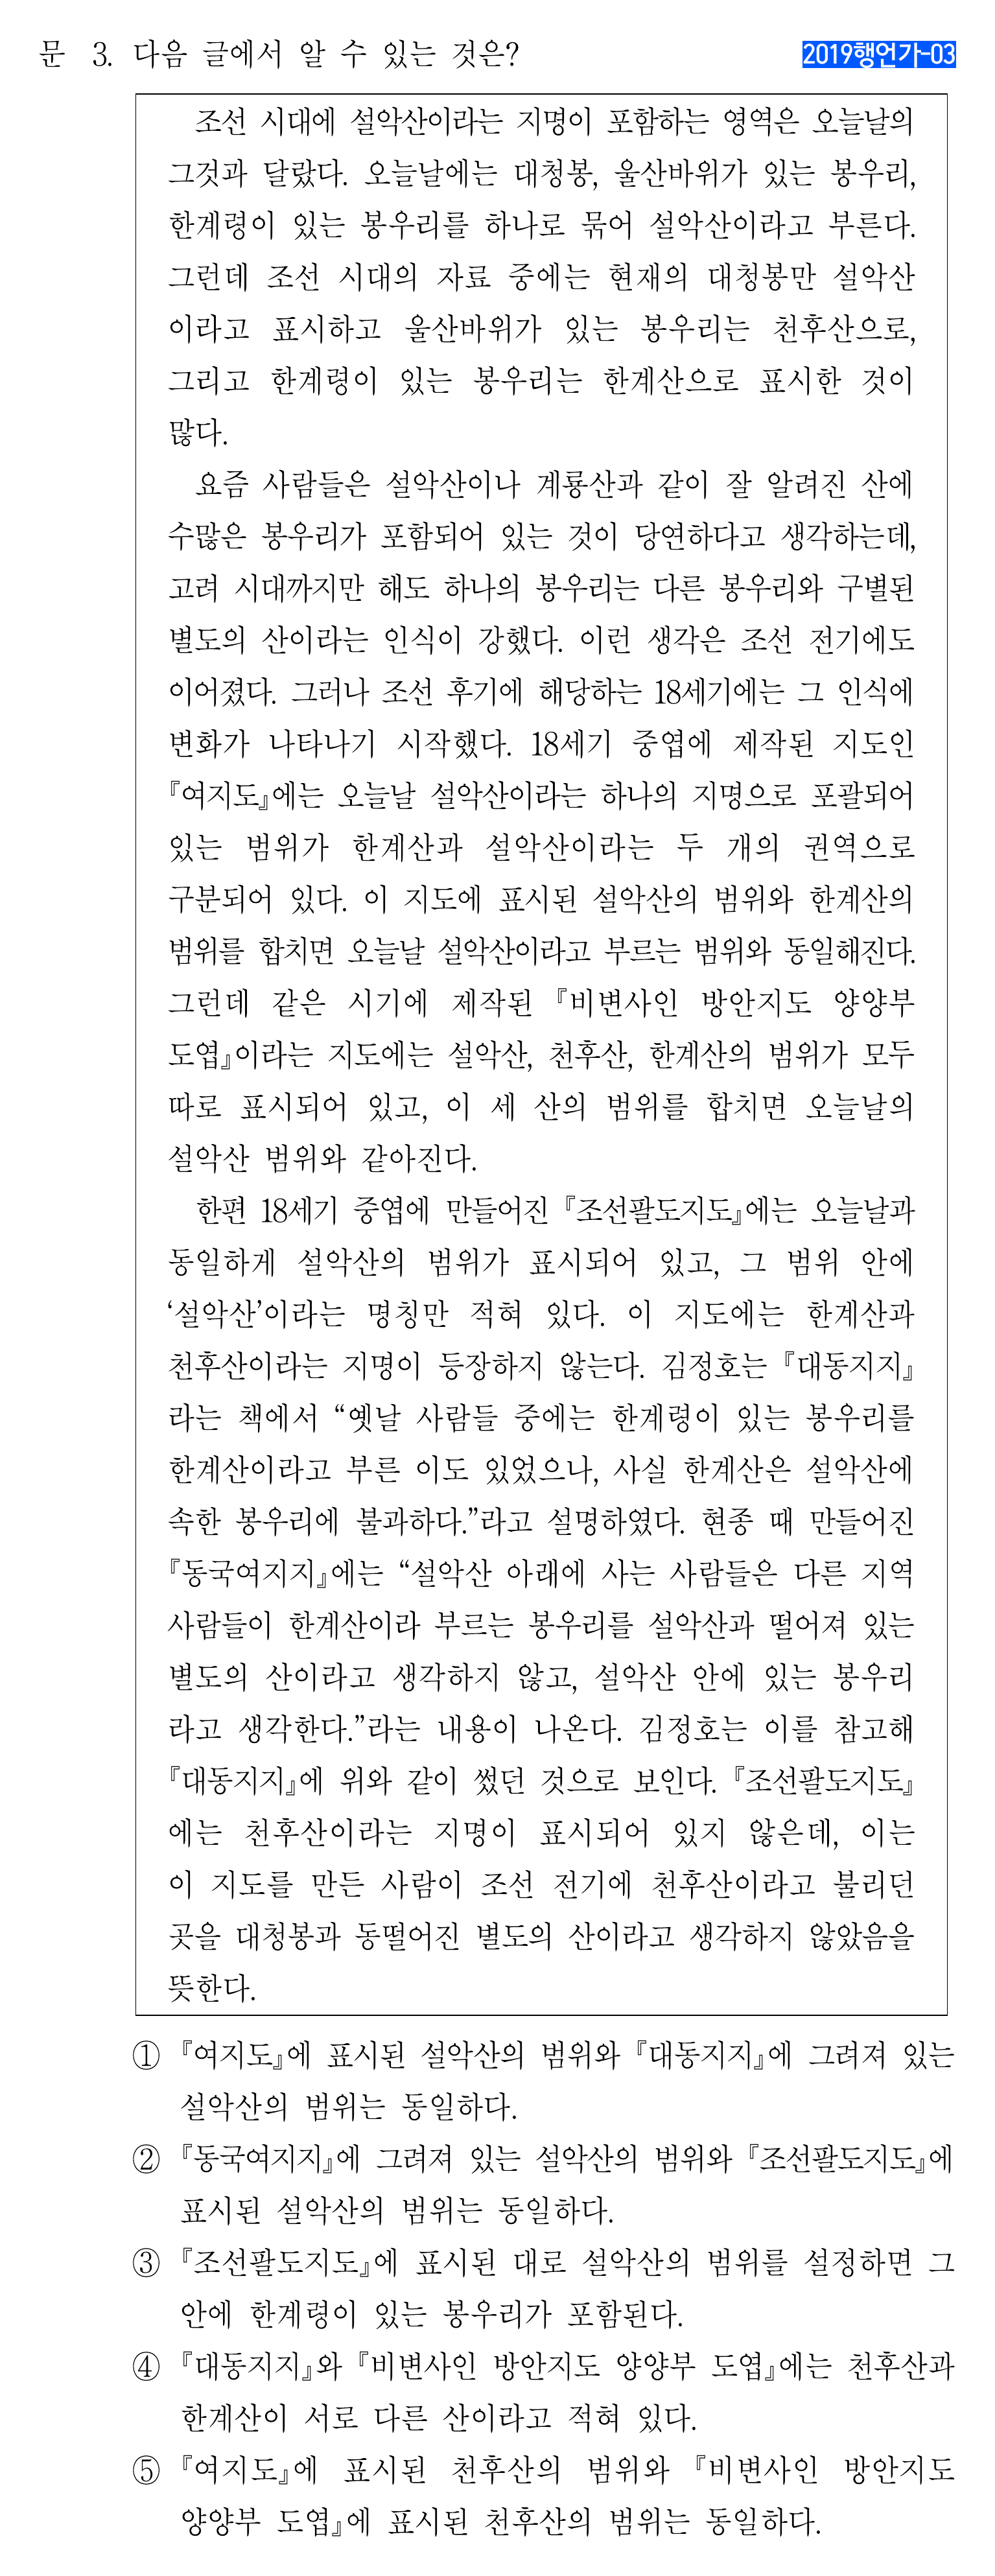 문 3. 다음 글에서 알 수 있는 것은?
2019행언가-03
조선 시대에 설악산이라는 지명이 포함하는 영역은 오늘날의
그것과 달랐다. 오늘날에는 대청봉, 울산바위가 있는 봉우리,
한계령이 있는 봉우리를 하나로 묶어 설악산이라고 부른다.
그런데 조선 시대의 자료 중에는 현재의 대청봉만 설악산
이라고 표시하고 울산바위가 있는 봉우리는 천후산으로,
그리고 한계령이 있는 봉우리는 한계산으로 표시한 것이
많다.
요즘 사람들은 설악산이나 계룡산과 같이 잘 알려진 산에
수많은 봉우리가 포함되어 있는 것이 당연하다고 생각하는데,
고려 시대까지만 해도 하나의 봉우리는 다른 봉우리와 구별된
별도의 산이라는 인식이 강했다. 이런 생각은 조선 전기에도
이어졌다. 그러나 조선 후기에 해당하는 18세기에는 그 인식에
변화가 나타나기 시작했다. 18세기 중엽에 제작된 지도인
『여지도』에는 오늘날 설악산이라는 하나의 지명으로 포괄되어
있는 범위가 한계산과 설악산이라는 두 개의 권역으로
구분되어 있다. 이 지도에 표시된 설악산의 범위와 한계산의
범위를 합치면 오늘날 설악산이라고 부르는 범위와 동일해진다.
그런데 같은 시기에 제작된 『비변사인 방안지도 양양부
도엽』이라는 지도에는 설악산, 천후산, 한계산의 범위가 모두
따로 표시되어 있고, 이 세 산의 범위를 합치면 오늘날의
설악산 범위와 같아진다.
한편 18세기 중엽에 만들어진 『조선팔도지도』에는 오늘날과
동일하게 설악산의 범위가 표시되어 있고, 그 범위 안에
‘설악산’이라는 명칭만 적혀 있다. 이 지도에는 한계산과
천후산이라는 지명이 등장하지 않는다. 김정호는 『대동지지』
라는 책에서 “옛날 사람들 중에는 한계령이 있는 봉우리를
한계산이라고 부른 이도 있었으나, 사실 한계산은 설악산에
속한 봉우리에 불과하다.”라고 설명하였다. 현종 때 만들어진
『동국여지지』에는 “설악산 아래에 사는 사람들은 다른 지역
사람들이 한계산이라 부르는 봉우리를 설악산과 떨어져 있는
별도의 산이라고 생각하지 않고, 설악산 안에 있는 봉우리
라고 생각한다.”라는 내용이 나온다. 김정호는 이를 참고해
『대동지지』에 위와 같이 썼던 것으로 보인다. 『조선팔도지도』
에는 천후산이라는 지명이 표시되어 있지 않은데, 이는
이 지도를 만든 사람이 조선 전기에 천후산이라고 불리던
곳을 대청봉과 동떨어진 별도의 산이라고 생각하지 않았음을
뜻한다.
① 『여지도』에 표시된 설악산의 범위와 『대동지지』에 그려져 있는
설악산의 범위는 동일하다.
② 『동국여지지』에 그려져 있는 설악산의 범위와 『조선팔도지도』에
표시된 설악산의 범위는 동일하다.
③ 『조선팔도지도』에 표시된 대로 설악산의 범위를 설정하면 그
안에 한계령이 있는 봉우리가 포함된다.
④ 『대동지지』와 『비변사인 방안지도 양양부 도엽』에는 천후산과
한계산이 서로 다른 산이라고 적혀 있다.
⑤ 『여지도』에 표시된 천후산의 범위와 『비변사인 방안지도
양양부 도엽』에 표시된 천후산의 범위는 동일하다.